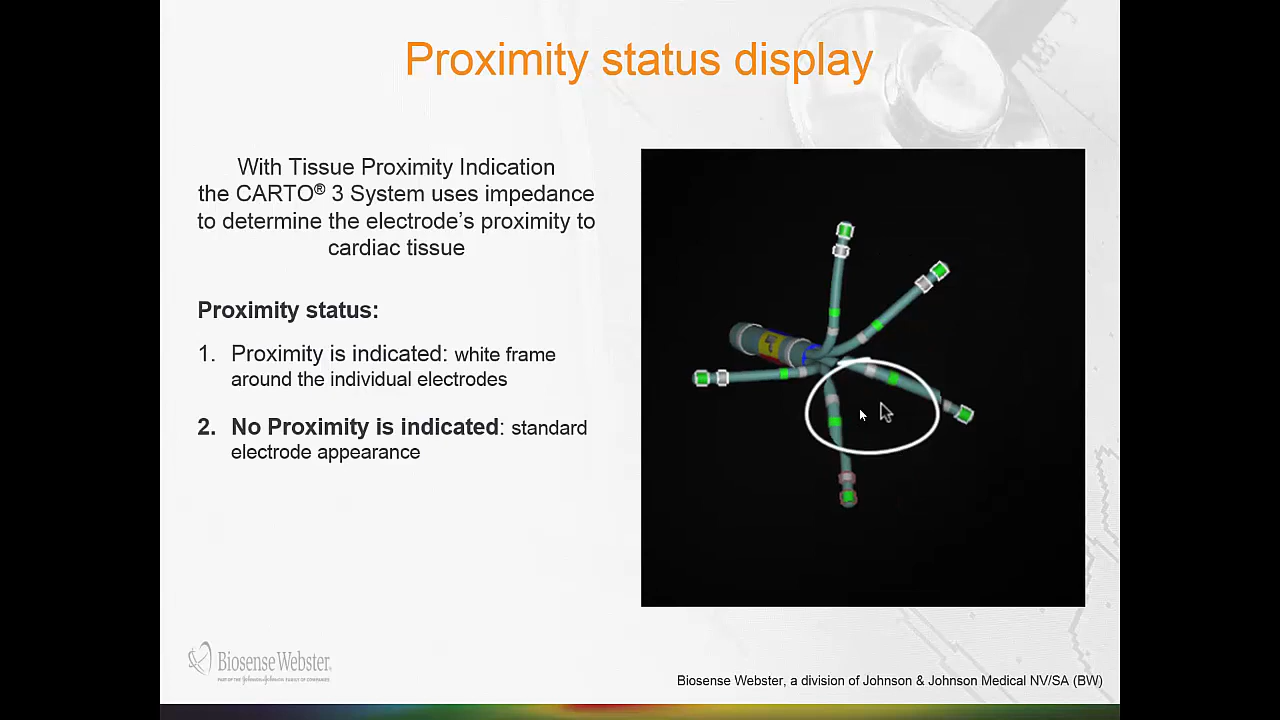 Proximity status display
With Tissue Proximity Indication
the CARTO® 3 System uses impedance
to determine the electrode's proximity to
cardiac tissue
Proximity status:
1. Proximity is indicated: white frame
around the individual electrodes
2. No Proximity is indicated: standard
electrode appearance
Biosense Webster®
PART OF THE Johnson & Johnson FAMILY OF COMPANIES
Biosense Webster, a division of Johnson & Johnson Medical NV/SA (BW)